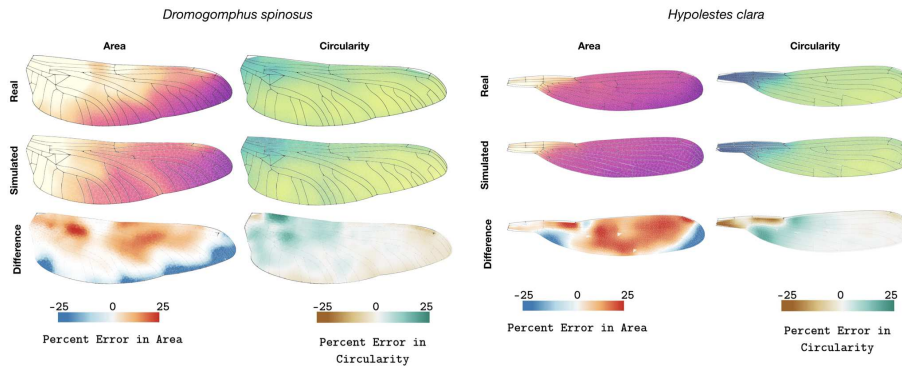 Dromogomphus spinosus
Hypolestes clara
Area
Circularity
Area
Circularity
Real
Real
Simulated
Simulated
Difference
Difference
-25 0 25
-25 0 25
-25 0 25
-25 0 25
Percent Error in Area
Percent Error in
Circularity
Percent Error in Area
Percent Error in
Circularity